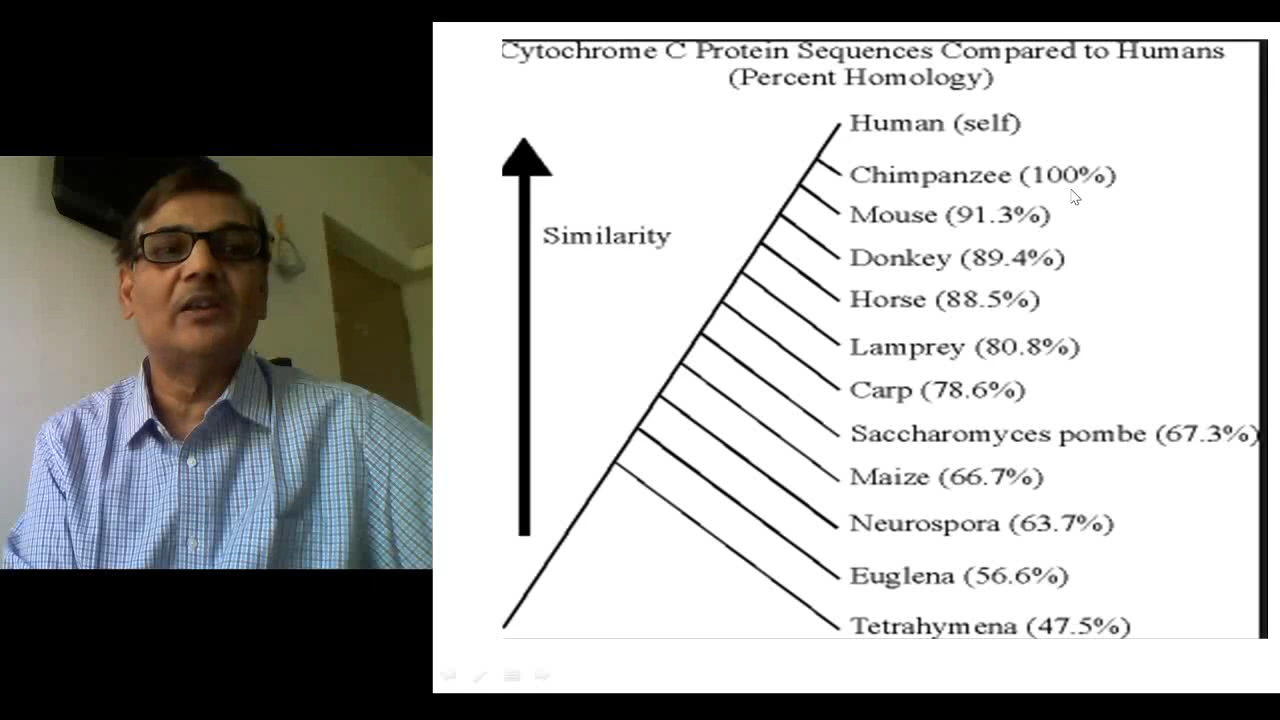 Cytochrome C Protein Sequences Compared to Humans
(Percent Homology)
Human (self)
Chimpanzee (100%)
Mouse (91.3%)
Similarity
Donkey (89.4%)
Horse (88.5%)
Lamprey (80.8%)
Carp (78.6%)
Saccharomyces pombe (67.3%)
Maize (66.7%)
Neurospora (63.7%)
Euglena (56.6%)
Tetrahymena (47.5%)